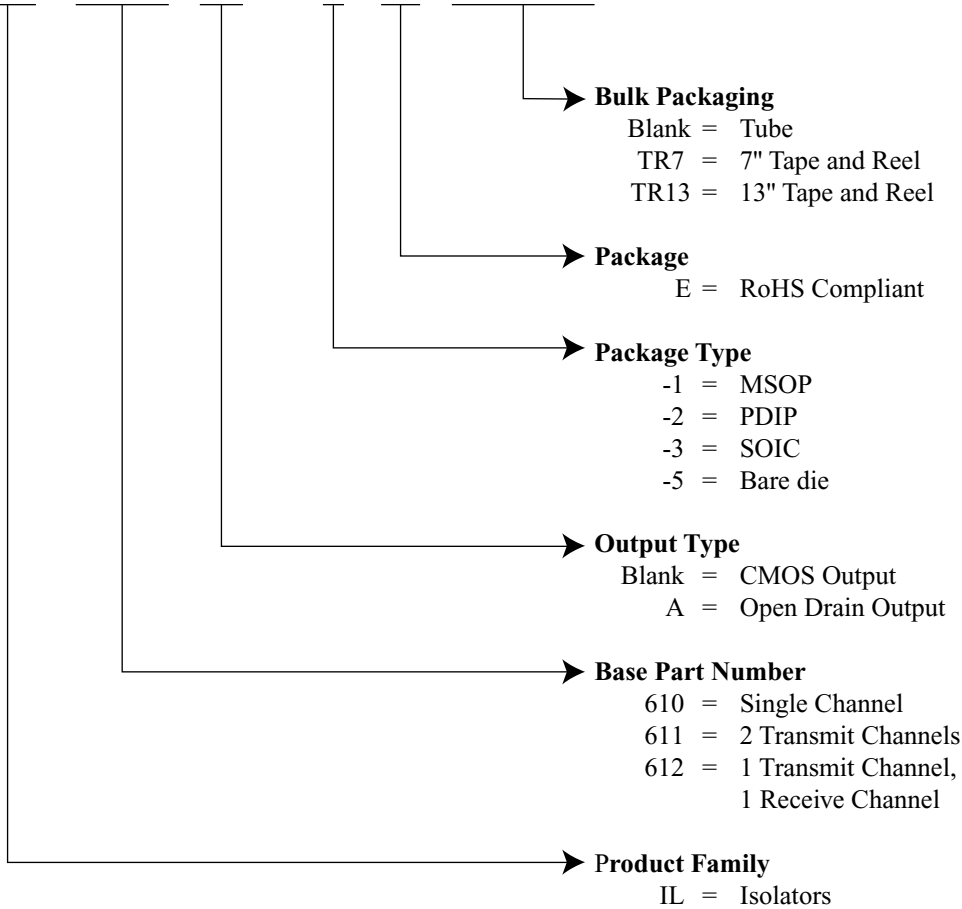 Bulk Packaging
Blank = Tube
TR7 = 7" Tape and Reel
TR13 = 13" Tape and Reel
Package
E = RoHS Compliant
Package Type
-1 = MSOP
-2 = PDIP
-3 = SOIC
-5 = Bare die
Output Type
Blank = CMOS Output
A = Open Drain Output
Base Part Number
610 = Single Channel
611 = 2 Transmit Channels
612 = 1 Transmit Channel,
1 Receive Channel
Product Family
IL = Isolators